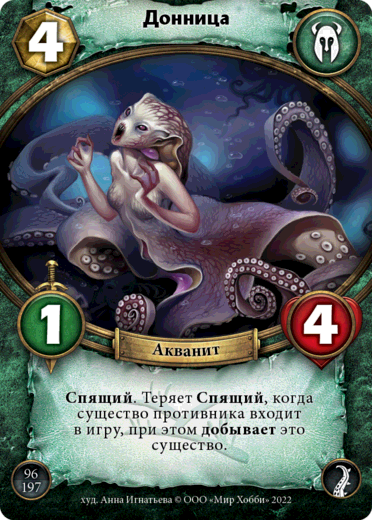 Донница
4
1
4
Акванит
Спящий. Теряет Спящий, когда
существо противника входит
в игру, при этом добывает это
существо.
96
197
худ. Анна Игнатьева © ООО «Мир Хобби» 2022